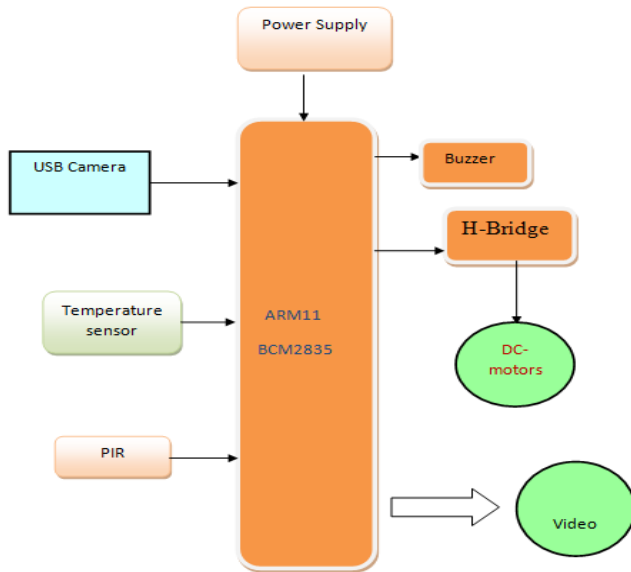 Power Supply
USB Camera
Buzzer
H-Bridge
Temperature
sensor
ARM11
BCM2835
DC-
motors
PIR
Video